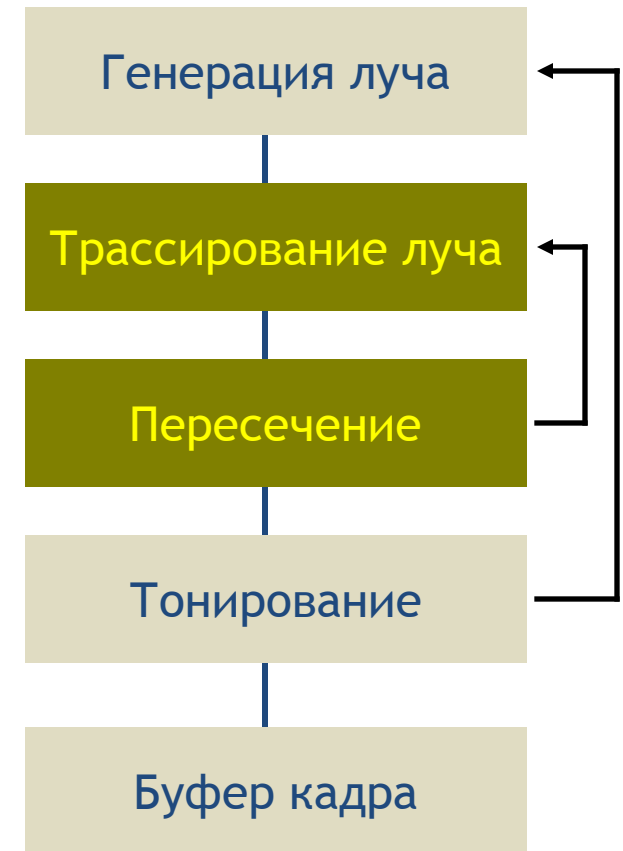 Генерация луча
Трассирование луча
Пересечение
Тонирование
Буфер кадра